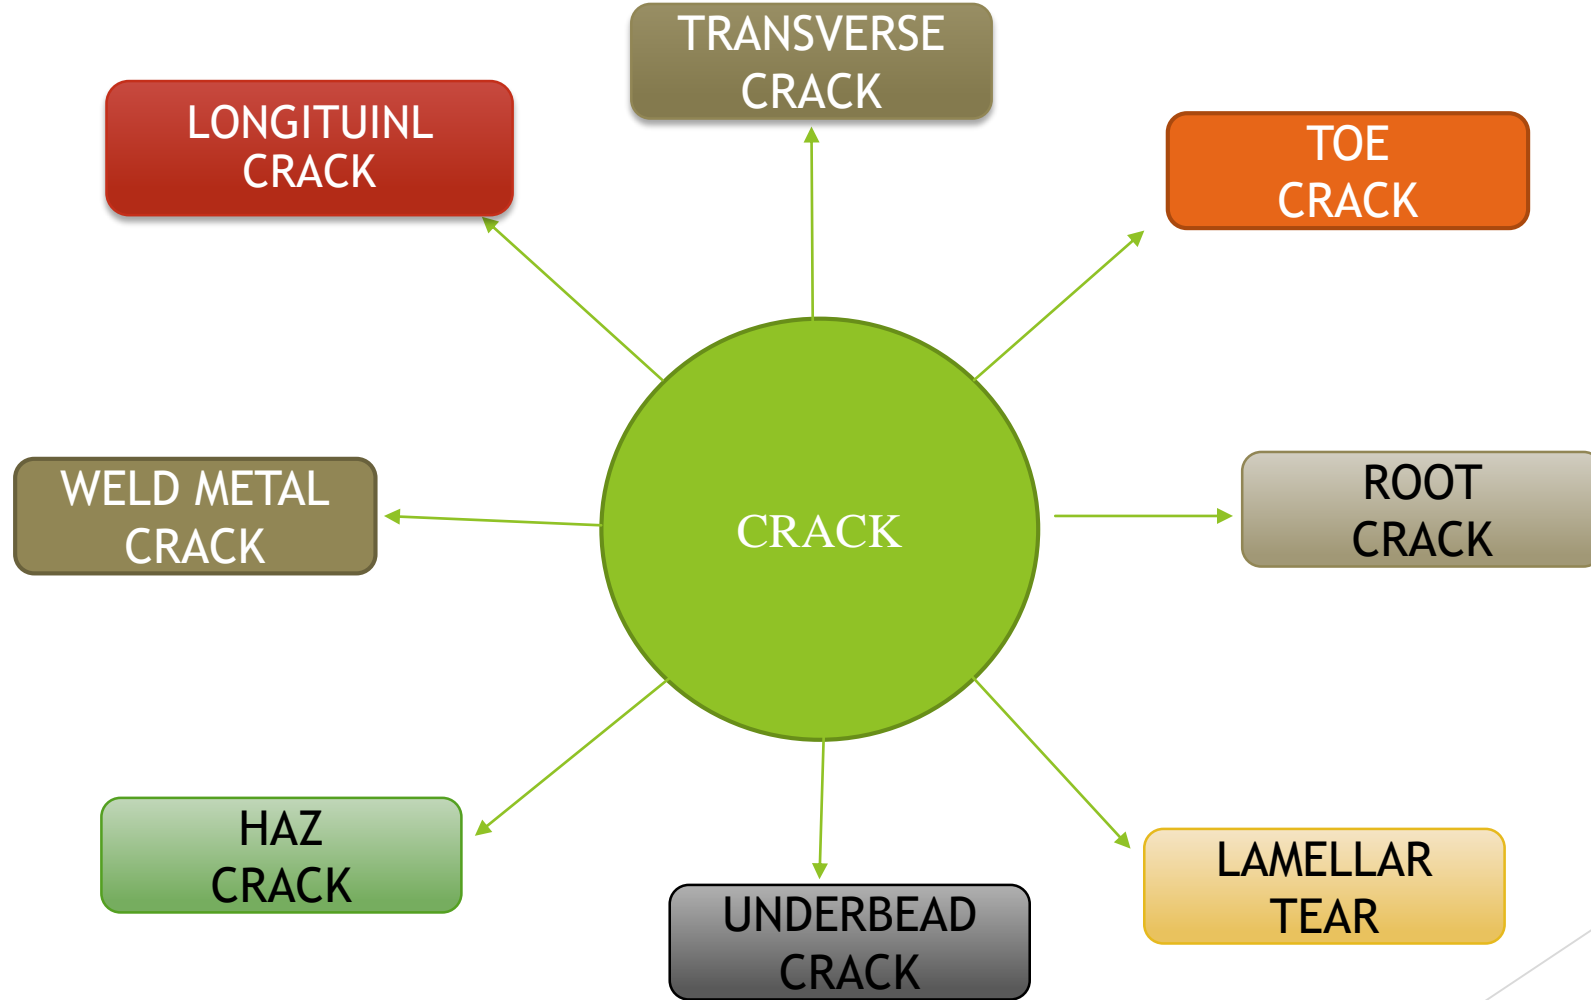 TRANSVERSE
CRACK
LONGITUINL
CRACK
TOE
CRACK
WELD METAL
CRACK
CRACK
ROOT
CRACK
HAZ
CRACK
UNDERBEAD
CRACK
LAMELLAR
TEAR